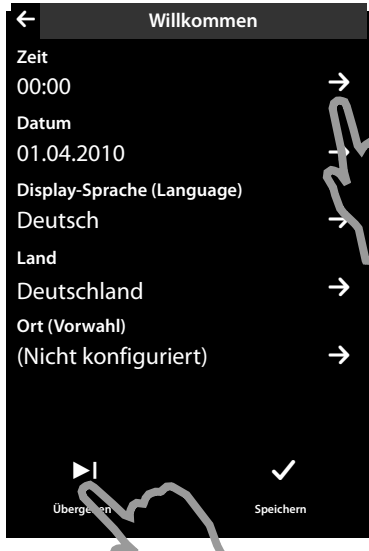 Willkommen
Zeit
00:00
Datum
01.04.2010
Display-Sprache (Language)
Deutsch
Land
Deutschland
Ort (Vorwahl)
(Nicht konfiguriert)
Übergehen Speichern